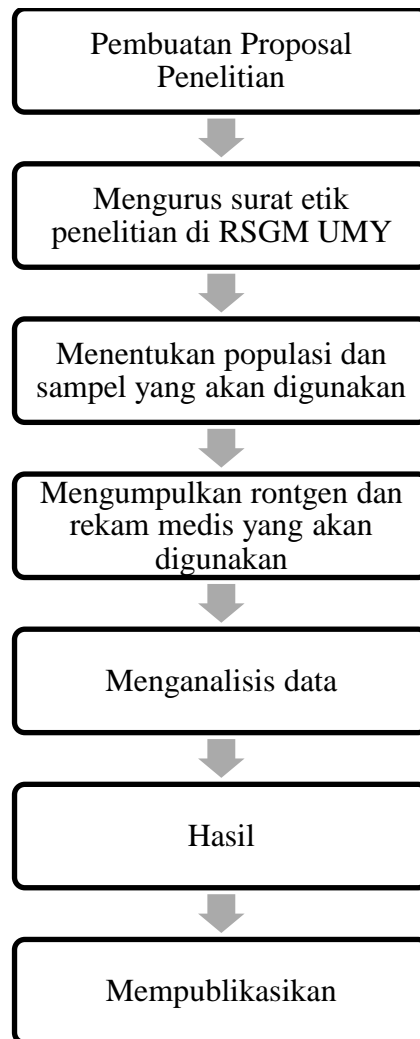 Pembuatan Proposal
Penelitian
Mengurus surat etik
penelitian di RSGM UMY
Menentukan populasi dan
sampel yang akan digunakan
Mengumpulkan rontgen dan
rekam medis yang akan
digunakan
Menganalisis data
Hasil
Mempublikasikan